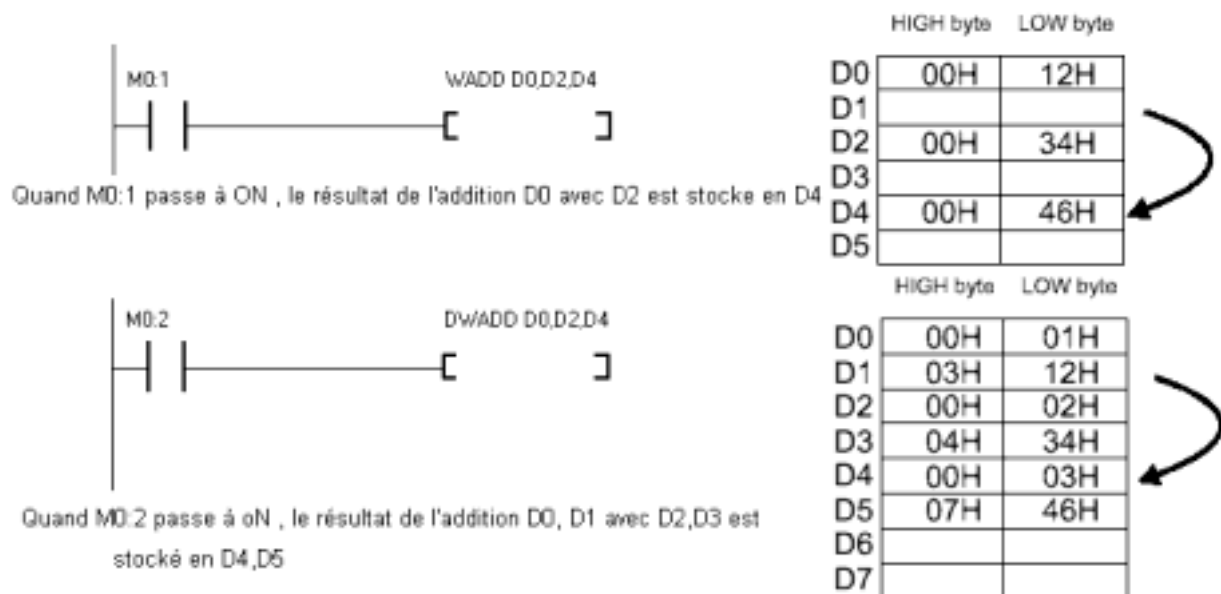 HIGH byte LOW byte
M0:1 WADD D0,D2,D4
D0 00H 12H
D1
D2 00H 34H
D3
D4 00H 46H
D5
Quand M0:1 passe à ON , le résultat de l'addition D0 avec D2 est stocke en D4
HIGH byte LOW byte
M0:2 DWADD D0,D2,D4
D0 00H 01H
D1 03H 12H
D2 00H 02H
D3 04H 34H
D4 00H 03H
D5 07H 46H
D6
D7
Quand M0:2 passe á oN , le résultat de l'addition D0, D1 avec D2,D3 est
stocké en D4,D5